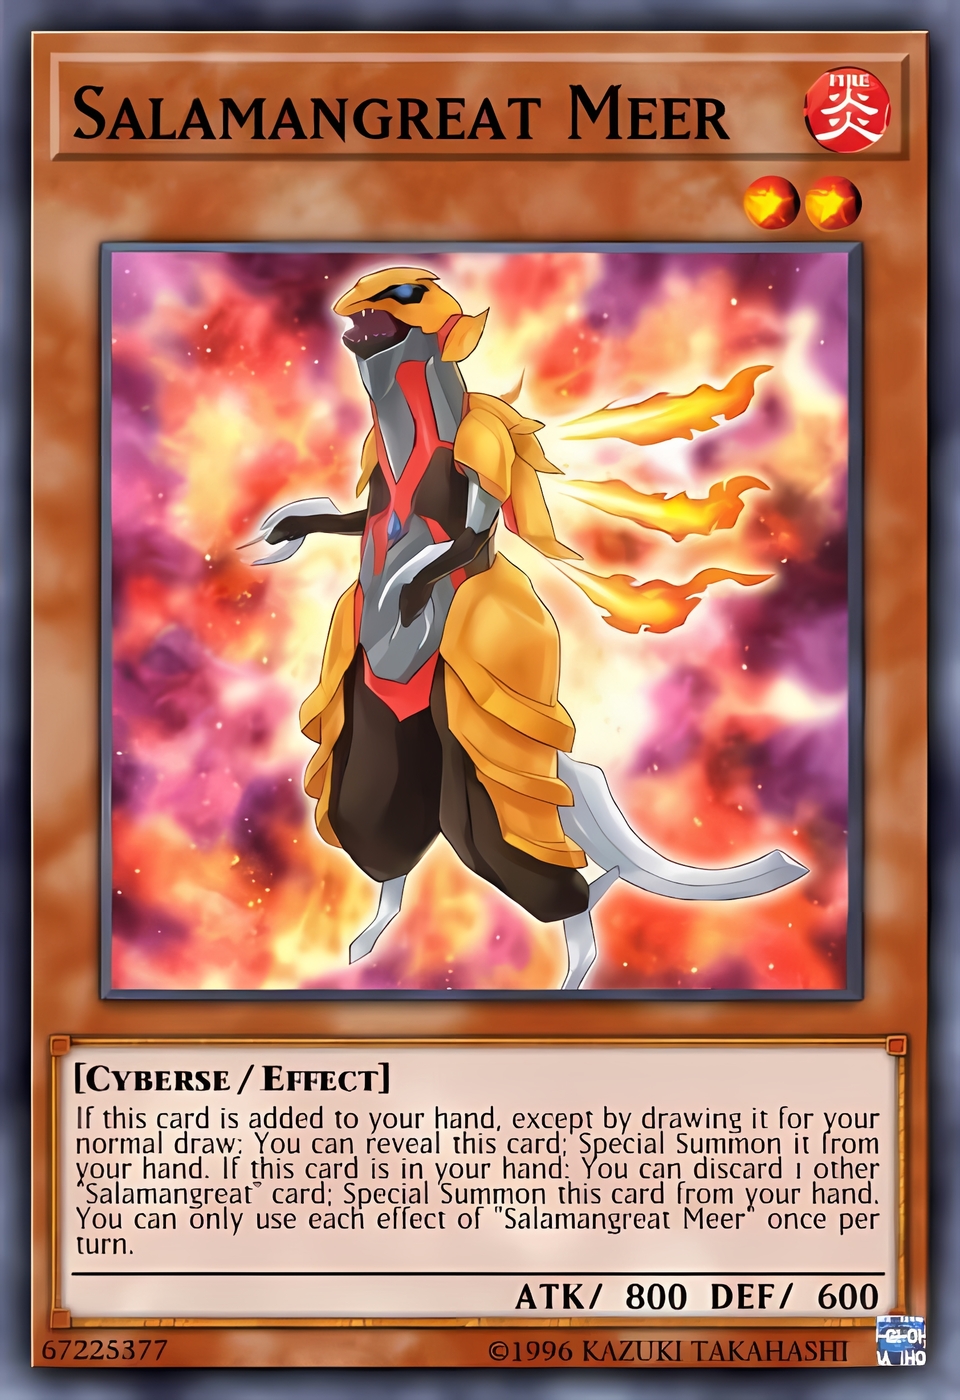 Salamangreat Meer
炎
[Cyberse / Effect]
If this card is added to your hand, except by drawing it for your
normal draw: You can reveal this card; Special Summon it from
your hand. If this card is in your hand: You can discard 1 other
"Salamangreat" card; Special Summon this card from your hand.
You can only use each effect of "Salamangreat Meer" once per
turn.
ATK/ 800 DEF/ 600
67225377
©1996 KAZUKI TAKAHASHI